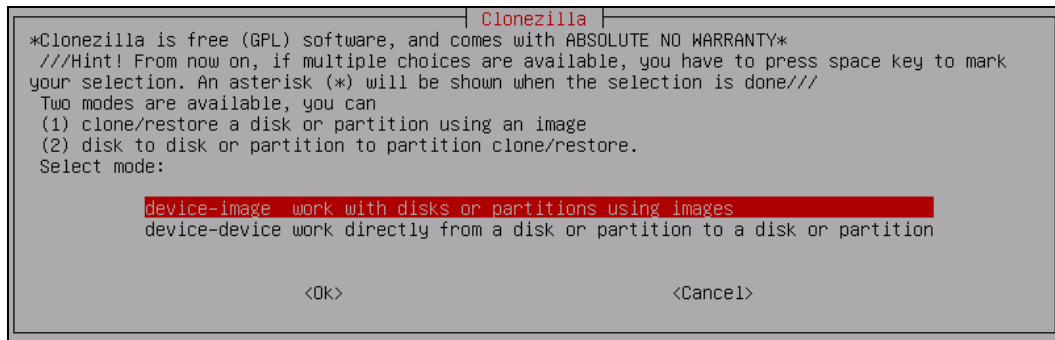 Clonezilla
*Clonezilla is free (GPL) software, and comes with ABSOLUTE NO WARRANTY*
///Hint! From now on, if multiple choices are available, you have to press space key to mark
your selection. An asterisk (*) will be shown when the selection is done///
Two modes are available, you can
(1) clone/restore a disk or partition using an image
(2) disk to disk or partition to partition clone/restore.
Select mode:
device-image work with disks or partitions using images
device-device work directly from a disk or partition to a disk or partition
<Ok> <Cancel>